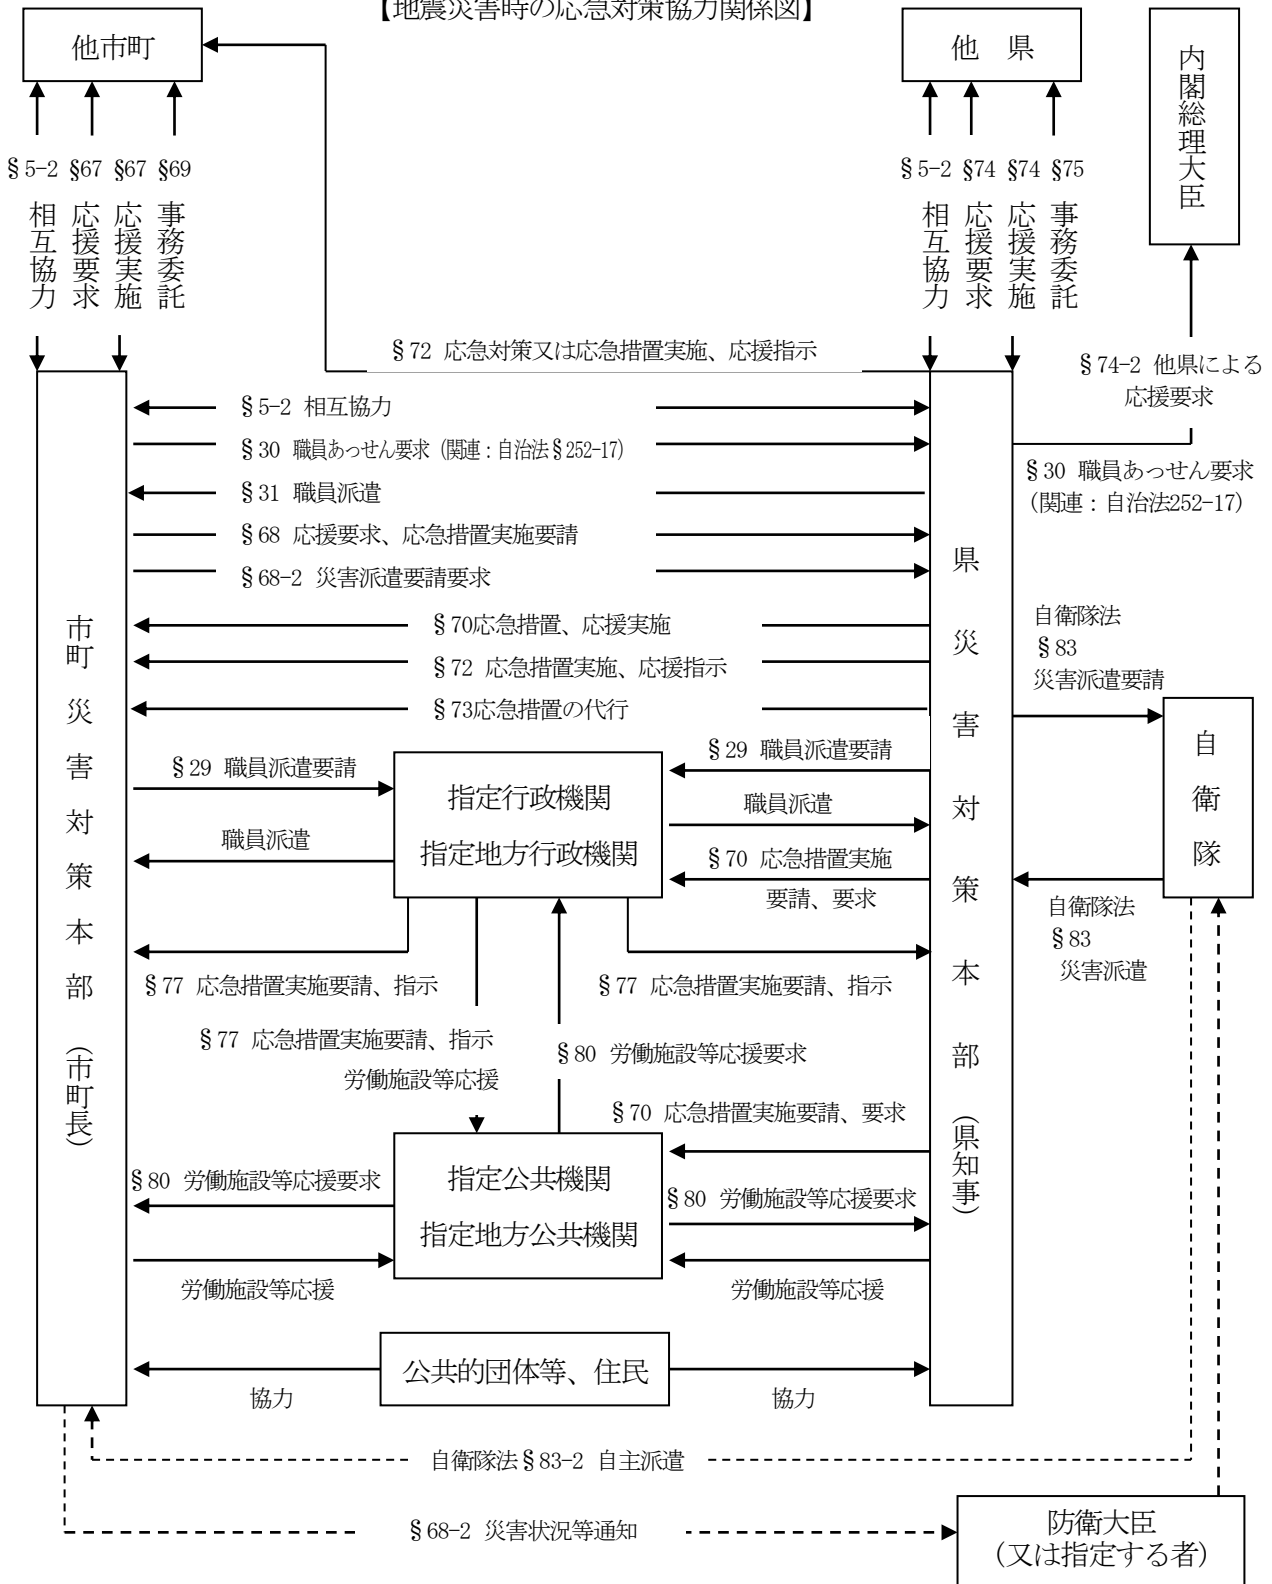 【地震災害時の応急対策協力関係図】
他市町
他　県
内閣総理大臣
§5-2 §67 §67 §69
相互協力
応援要求
応援実施
事務委託
§5-2 §74 §74 §75
相互協力
応援要求
応援実施
事務委託
§72 応急対策又は応急措置実施、応援指示
§74-2 他県による
応援要求
§5-2 相互協力
§30 職員あっせん要求（関連：自治法§252-17）
§31 職員派遣
§68 応援要求、応急措置実施要請
§68-2 災害派遣要請要求
§30 職員あっせん要求
（関連：自治法252-17）
§70応急措置、応援実施
§72 応急措置実施、応援指示
§73応急措置の代行
市町災害対策本部（市町長）
県災害対策本部（県知事）
自衛隊法
§83
災害派遣要請
自衛隊
自衛隊法
§83
災害派遣
§29 職員派遣要請
職員派遣
指定行政機関
指定地方行政機関
§29 職員派遣要請
職員派遣
§70 応急措置実施
要請、要求
§77 応急措置実施要請、指示
§77 応急措置実施要請、指示
§77 応急措置実施要請、指示
労働施設等応援
§80 労働施設等応援要求
§70 応急措置実施要請、要求
§80 労働施設等応援要求
指定公共機関
指定地方公共機関
§80 労働施設等応援要求
労働施設等応援
労働施設等応援
公共的団体等、住民
協力
協力
自衛隊法§83-2 自主派遣
§68-2 災害状況等通知
防衛大臣
（又は指定する者）